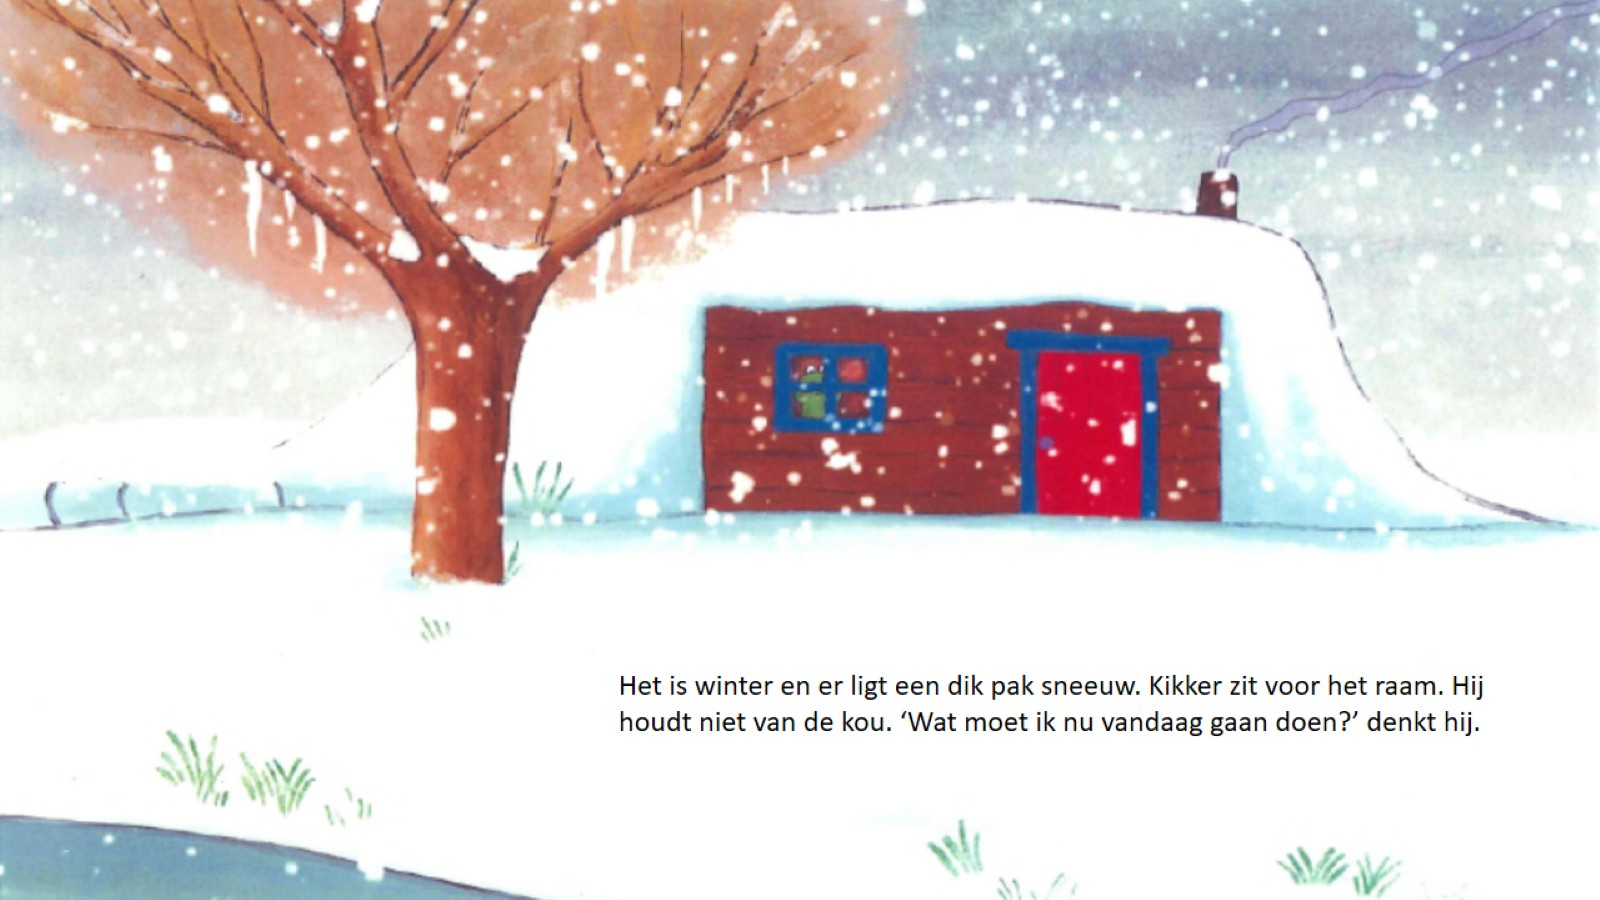 Het is winter en er ligt een dik pak sneeuw. Kikker zit voor het raam. Hij
houdt niet van de kou. ‘Wat moet ik nu vandaag gaan doen?’ denkt hij.